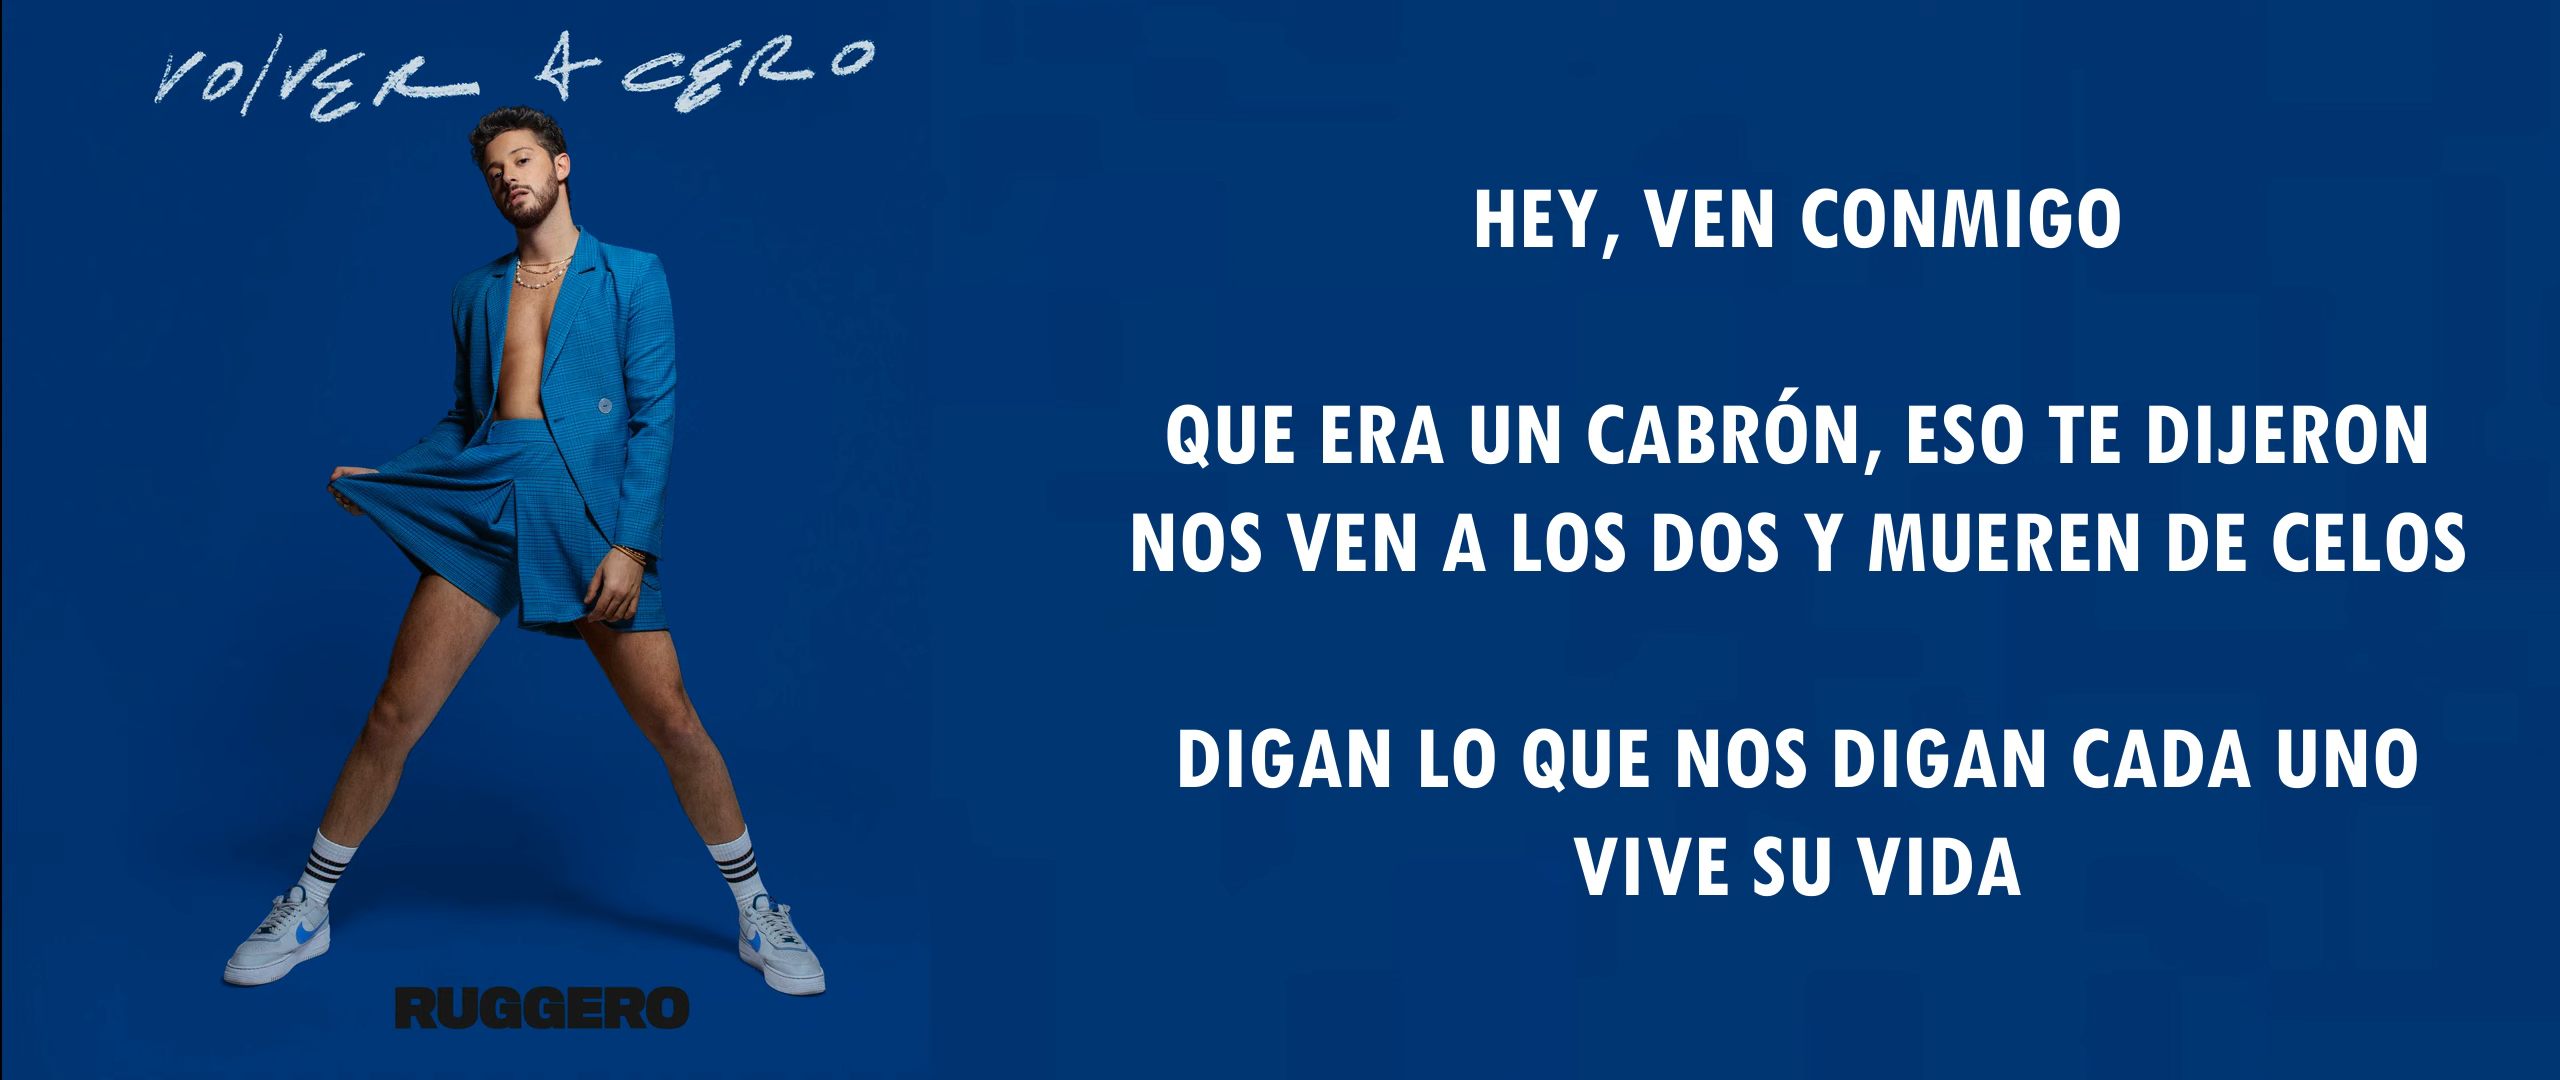 VOLVER A CERO
RUGGERO
HEY, VEN CONMIGO
QUE ERA UN CABRÓN, ESO TE DIJERON
NOS VEN A LOS DOS Y MUEREN DE CELOS
DIGAN LO QUE NOS DIGAN CADA UNO
VIVE SU VIDA